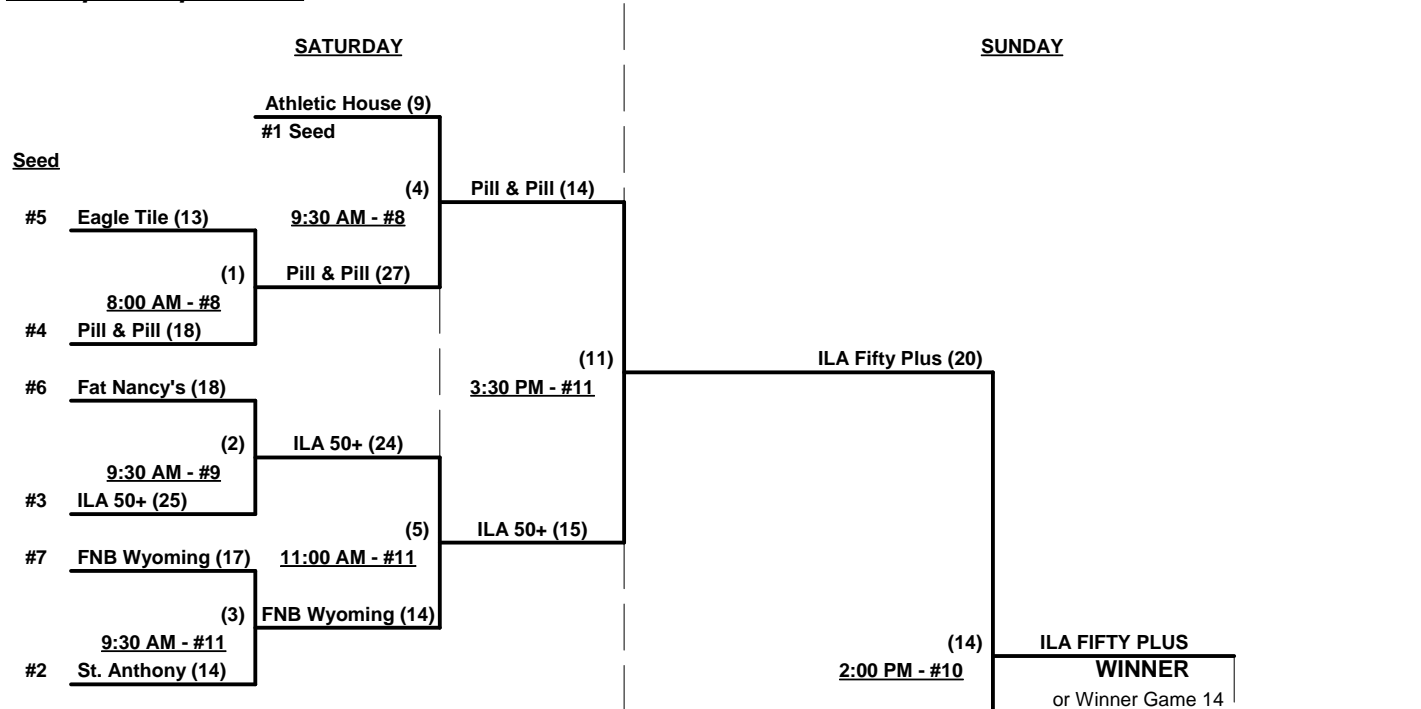 SATURDAY
SUNDAY
Athletic House (9)
#1 Seed
Seed
(4)
Pill & Pill (14)
9:30 AM - #8
#5
Eagle Tile (13)
(1)
Pill & Pill (27)
8:00 AM - #8
#4
Pill & Pill (18)
(11)
ILA Fifty Plus (20)
3:30 PM - #11
#6
Fat Nancy's (18)
(2)
ILA 50+ (24)
9:30 AM - #9
#3
ILA 50+ (25)
(5)
ILA 50+ (15)
11:00 AM - #11
#7
FNB Wyoming (17)
(3)
FNB Wyoming (14)
9:30 AM - #11
#2
St. Anthony (14)
(14)
ILA FIFTY PLUS
2:00 PM - #10
WINNER
or Winner Game 14